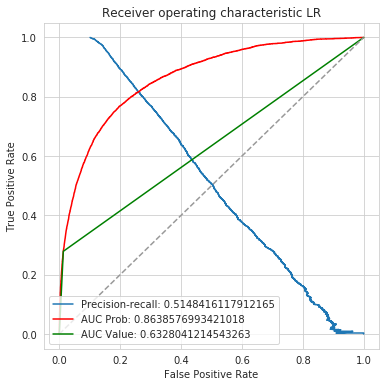 Receiver operating characteristic LR
True Positive Rate
1.0
0.8
0.6
0.4
0.2
0.0
Precision-recall: 0.5148416117912165
AUC Prob: 0.8638576993421018
AUC Value: 0.6328041214543263
0.0 0.2 0.4 0.6 0.8 1.0
False Positive Rate